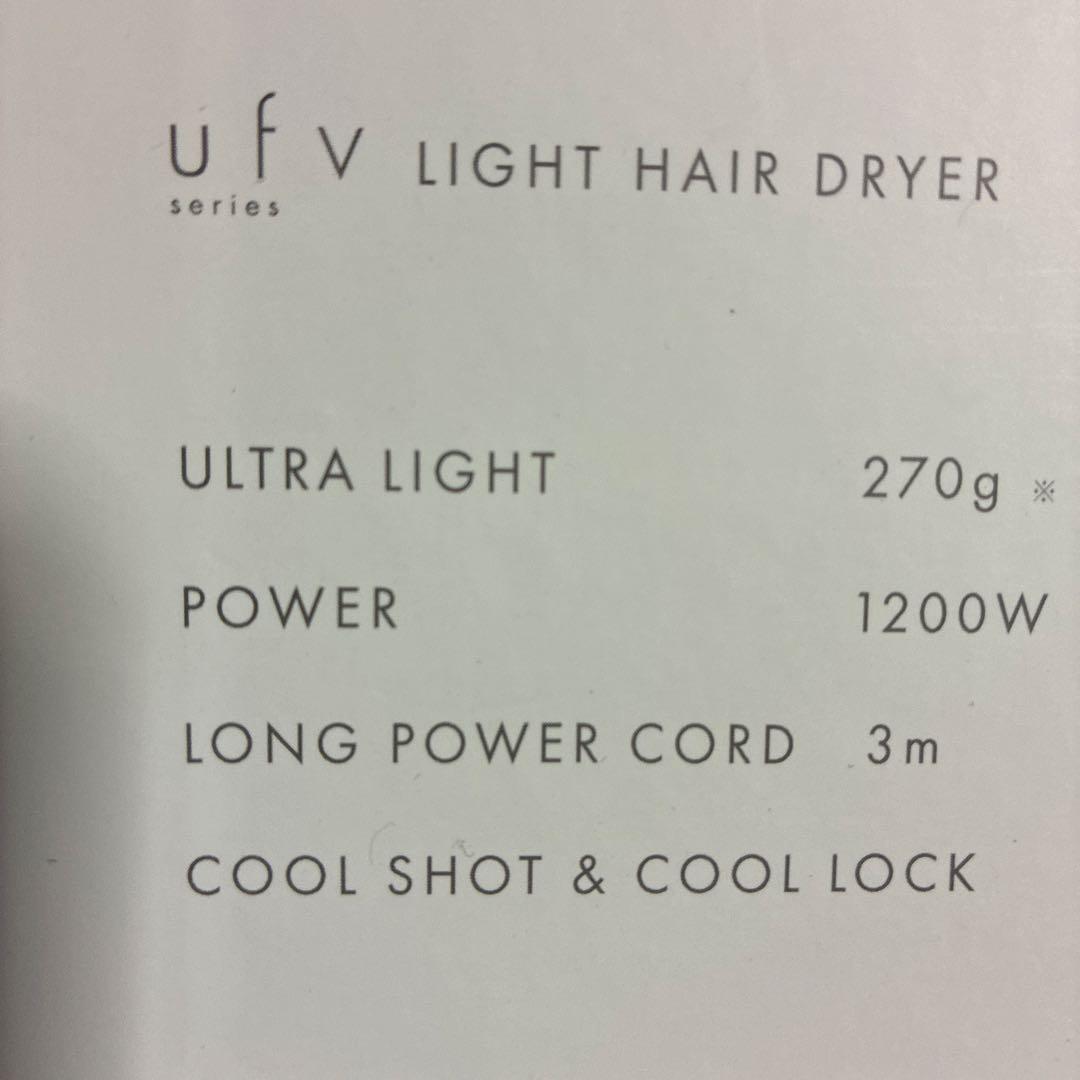 ufv LIGHT HAIR DRYER
series
ULTRA LIGHT 270g ※
POWER 1200W
LONG POWER CORD 3m
COOL SHOT & COOL LOCK